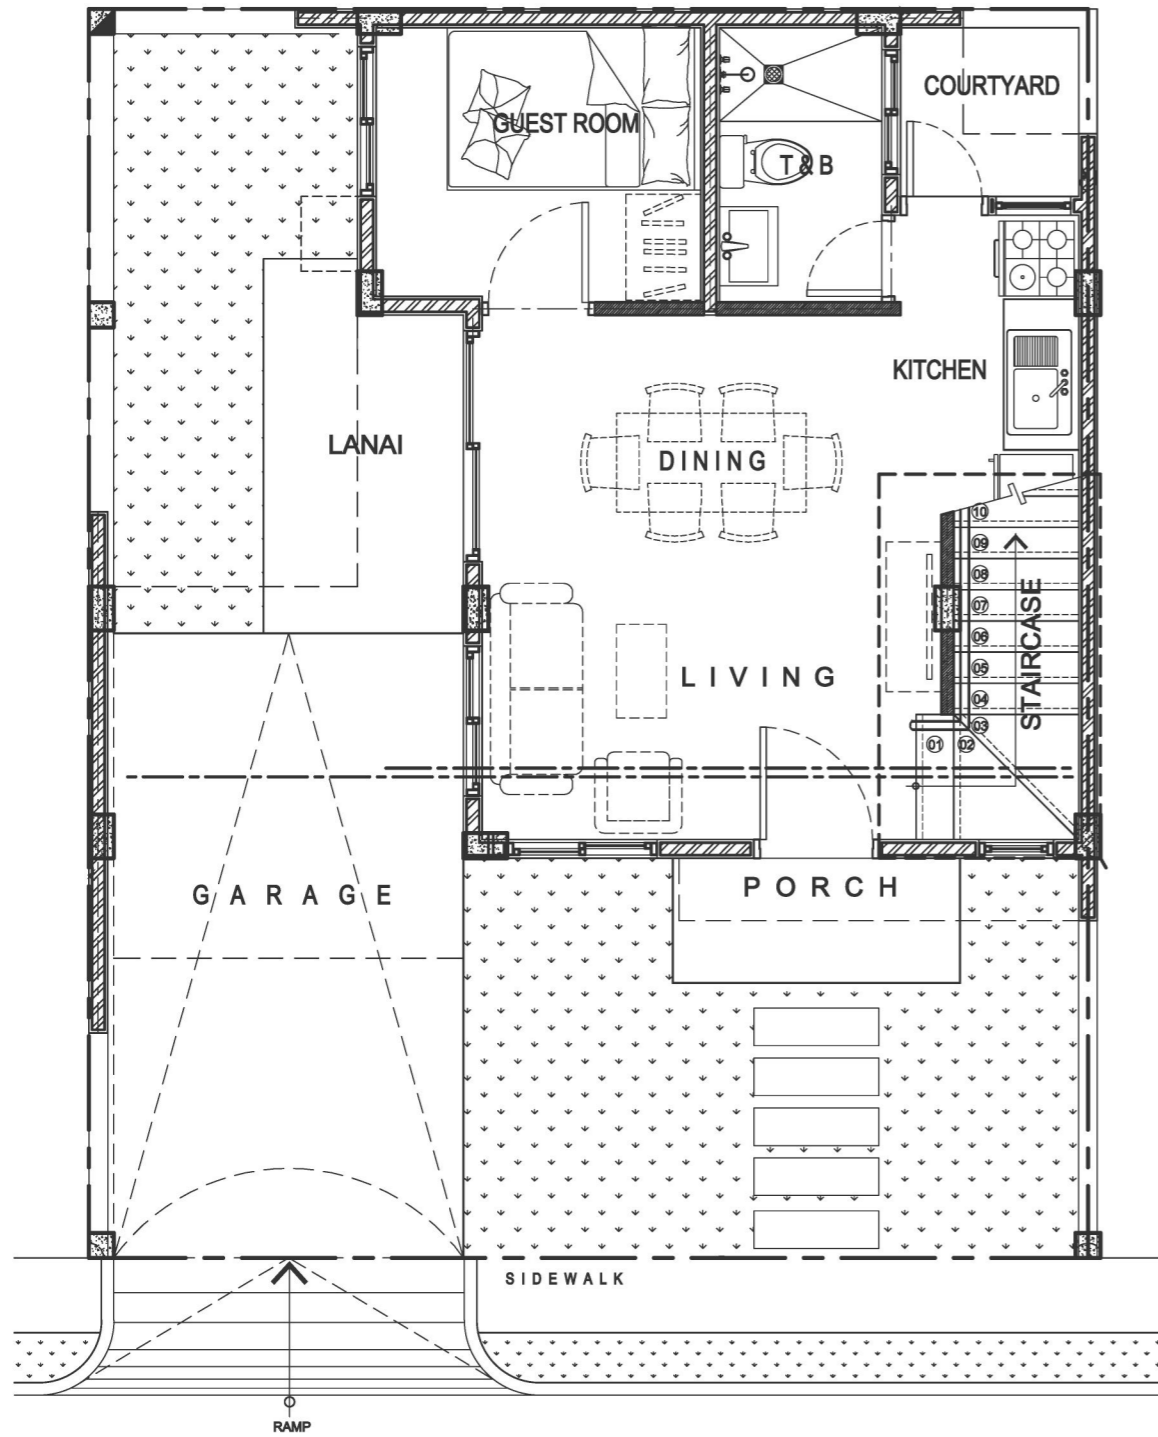 COURTYARD
GUEST ROOM
T & B
KITCHEN
LANAI
DINING
10
09
08
07
06
05
04
03
02
01
STAIRCASE
LIVING
GARAGE
PORCH
SIDEWALK
RAMP